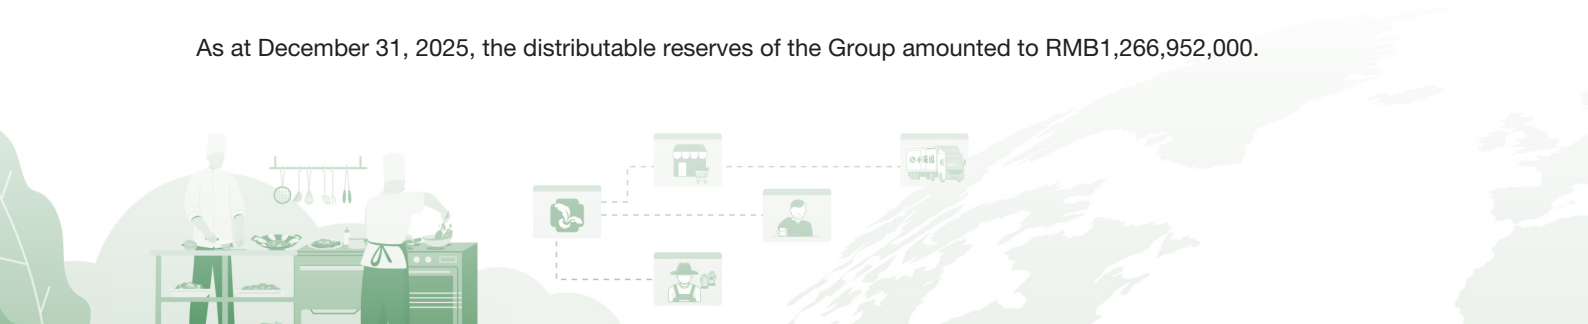 As at December 31, 2025, the distributable reserves of the Group amounted to RMB1,266,952,000.